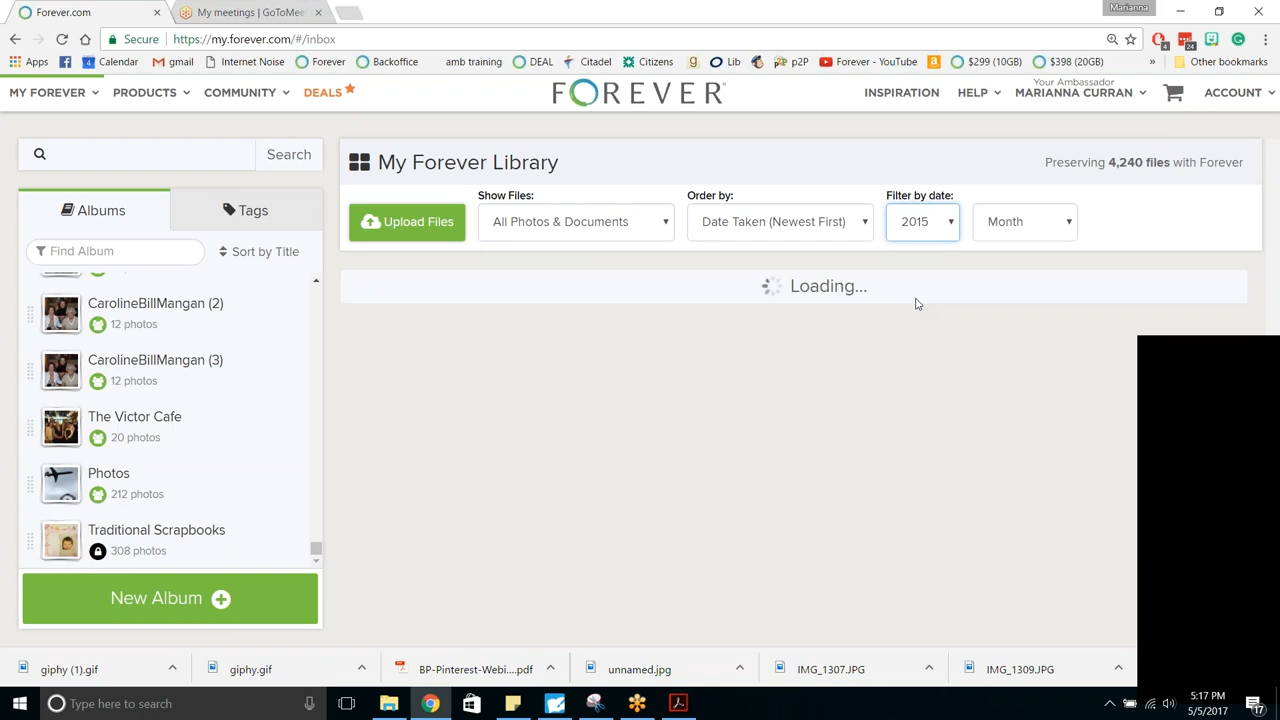 Forever.com
My meetings | GoToMee
Marianna
Secure
https://my.forever.com/#/inbox
4
24
Apps
Calendar
gmail
Internet Noise
Forever
Backoffice
amb training
DEAL
Citadel
Citizens
Lib
p2P
Forever - YouTube
$299 (10GB)
$398 (20GB)
Other bookmarks
MY FOREVER
PRODUCTS
COMMUNITY
DEALS
FOREVER
INSPIRATION
HELP
Your Ambassador
MARIANNA CURRAN
ACCOUNT
Search
My Forever Library
Preserving 4,240 files with Forever
Albums
Tags
Upload Files
Show Files:
All Photos & Documents
Order by:
Date Taken (Newest First)
Filter by date:
2015
Month
Find Album
Sort by Title
Loading...
CarolineBillMangan (2)
12 photos
CarolineBillMangan (3)
12 photos
The Victor Cafe
20 photos
Photos
212 photos
Traditional Scrapbooks
308 photos
New Album
giphy (1).gif
giphy.gif
BP-Pinterest-Webi....pdf
unnamed.jpg
IMG_1307.JPG
IMG_1309.JPG
Type here to search
5:17 PM
5/5/2017
17